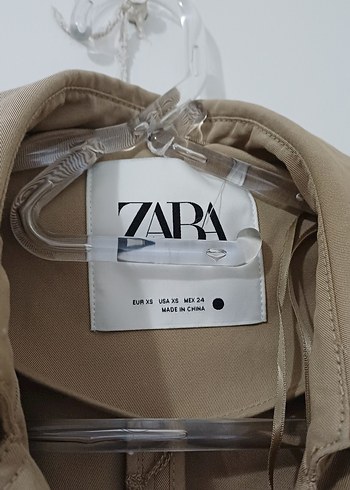 ZARA
EUR XS USA XS MEX 24
MADE IN CHINA